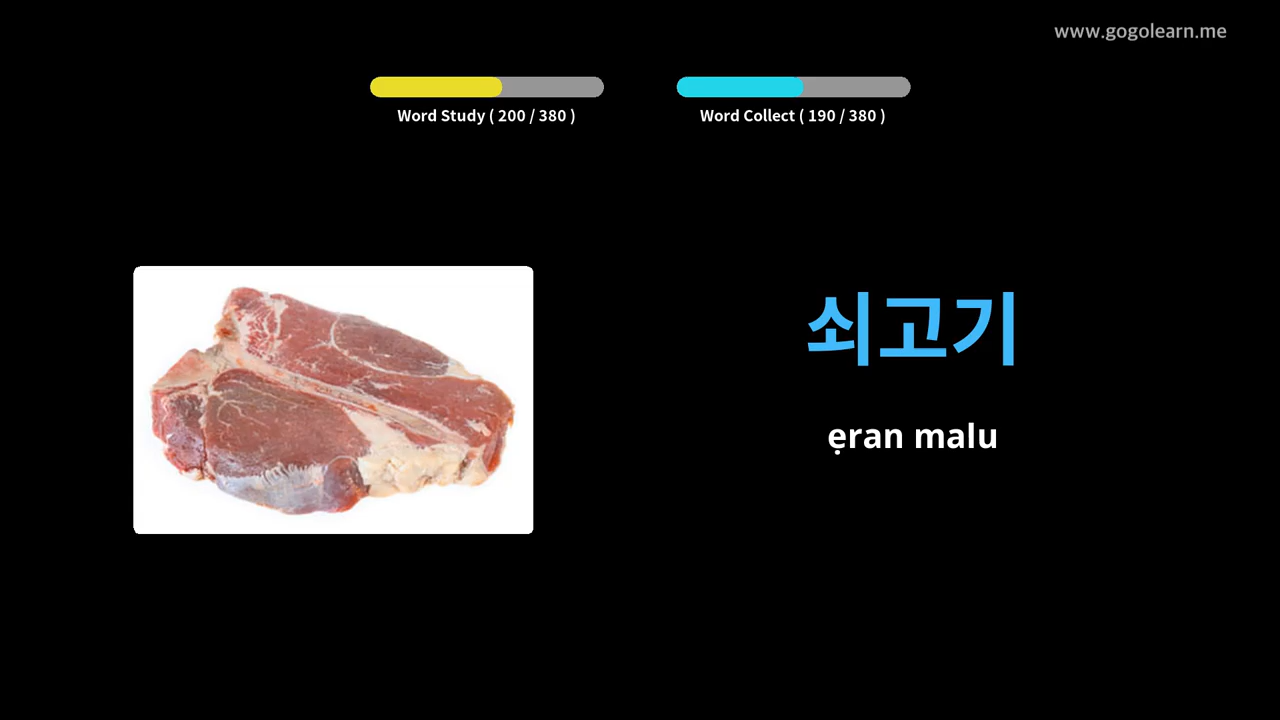 www.gogolearn.me
Word Study ( 200 / 380 )
Word Collect ( 190 / 380 )
쇠고기
ẹran malu